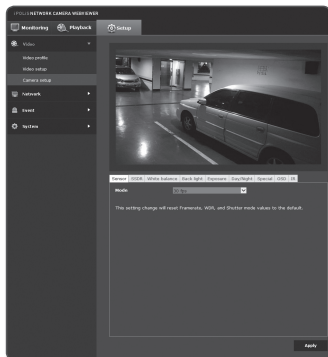 iPOLiS NETWORK CAMERA WEBVIEWER
Monitoring Playback Setup
Video
Video profile
Video setup
Camera setup
Network
Event
System
Sensor SSDR White balance Back light Exposure Day/Night Special OSD IR
Mode
This setting change will reset Framerate, WDR, and Shutter mode values to the default.
Apply